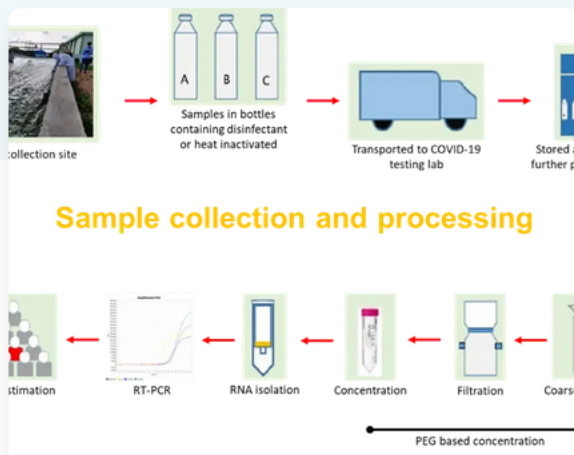 A
B
C
collection site
Samples in bottles
containing disinfectant
or heat inactivated
Transported to COVID-19
testing lab
Stored a
further p
Sample collection and processing
stimation
RT-PCR
RNA isolation
Concentration
Filtration
Coars
PEG based concentration